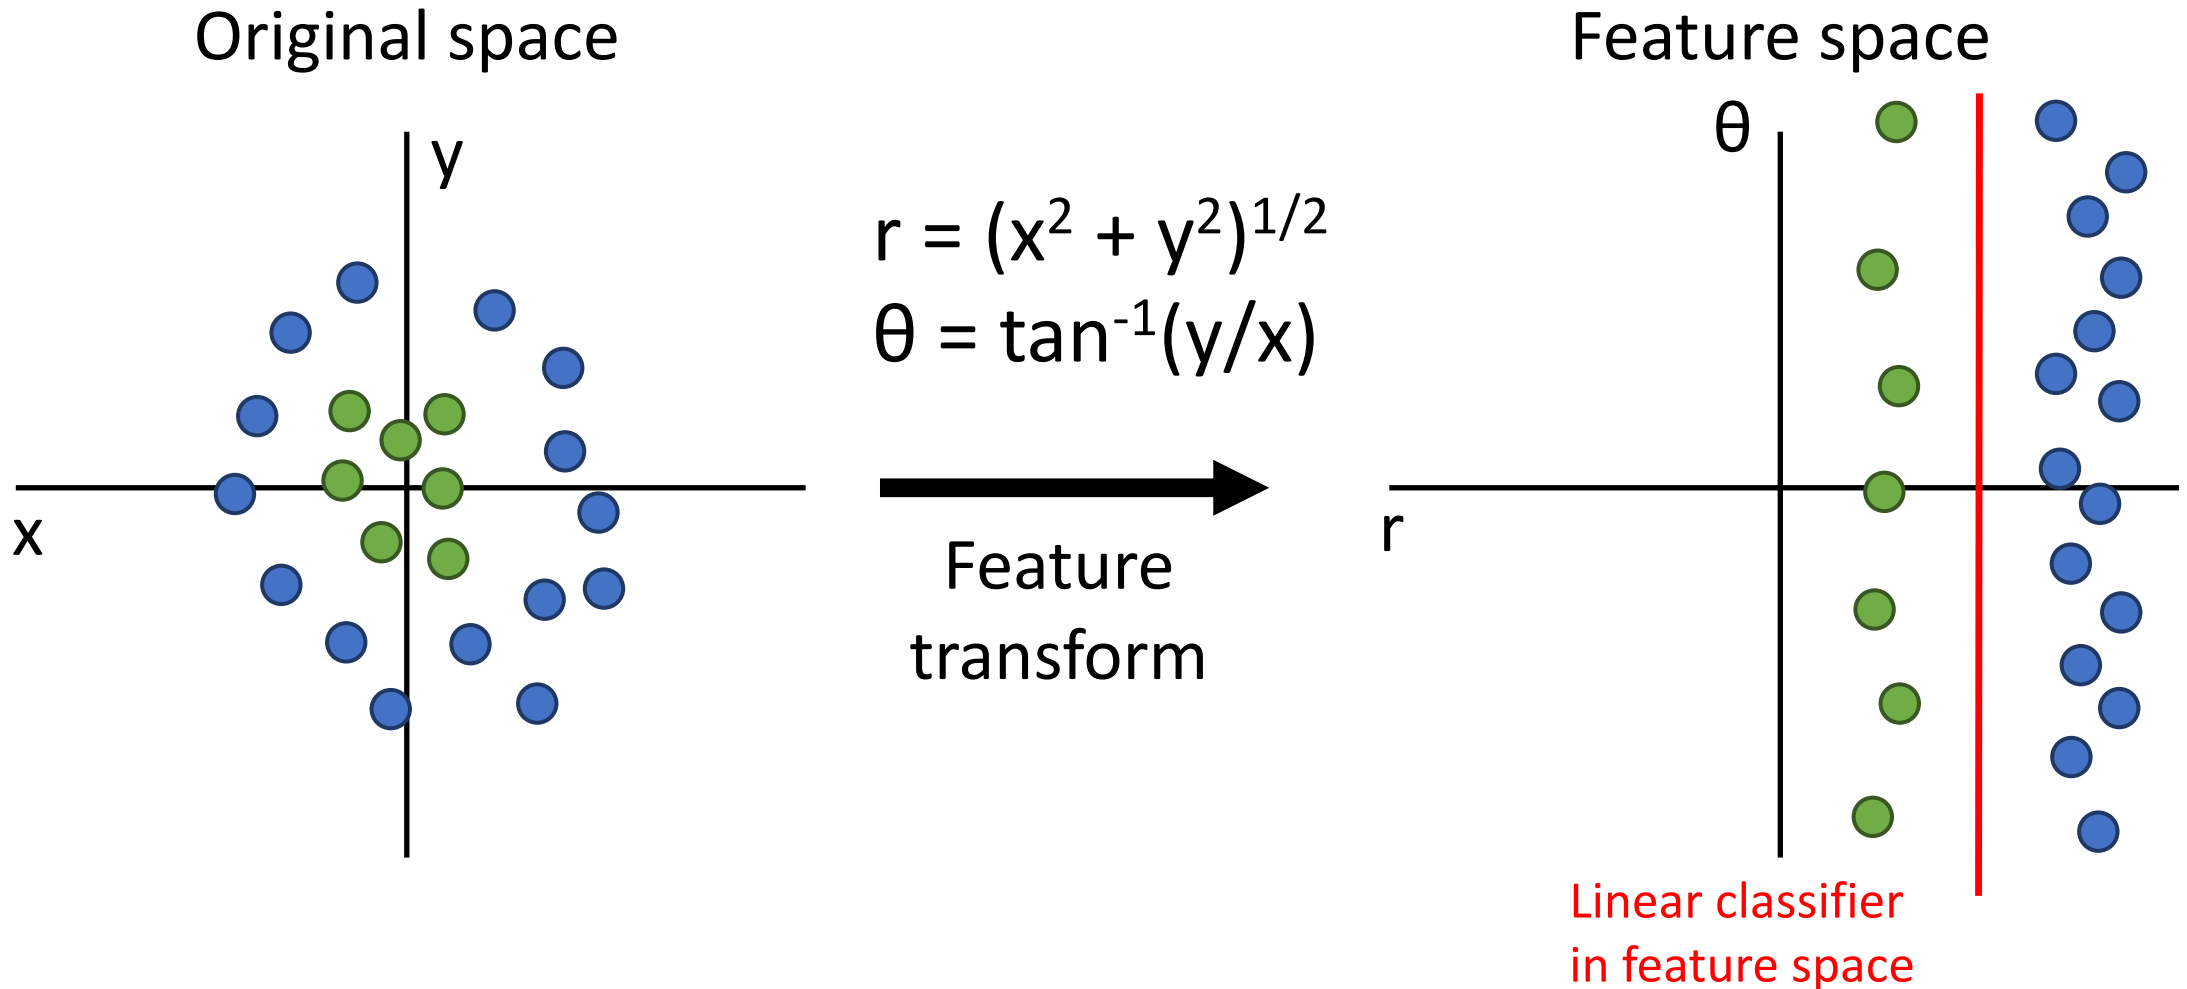 Original space
y
x
r = (x² + y²)¹/²
θ = tan⁻¹(y/x)
Feature
transform
Feature space
θ
r
Linear classifier
in feature space